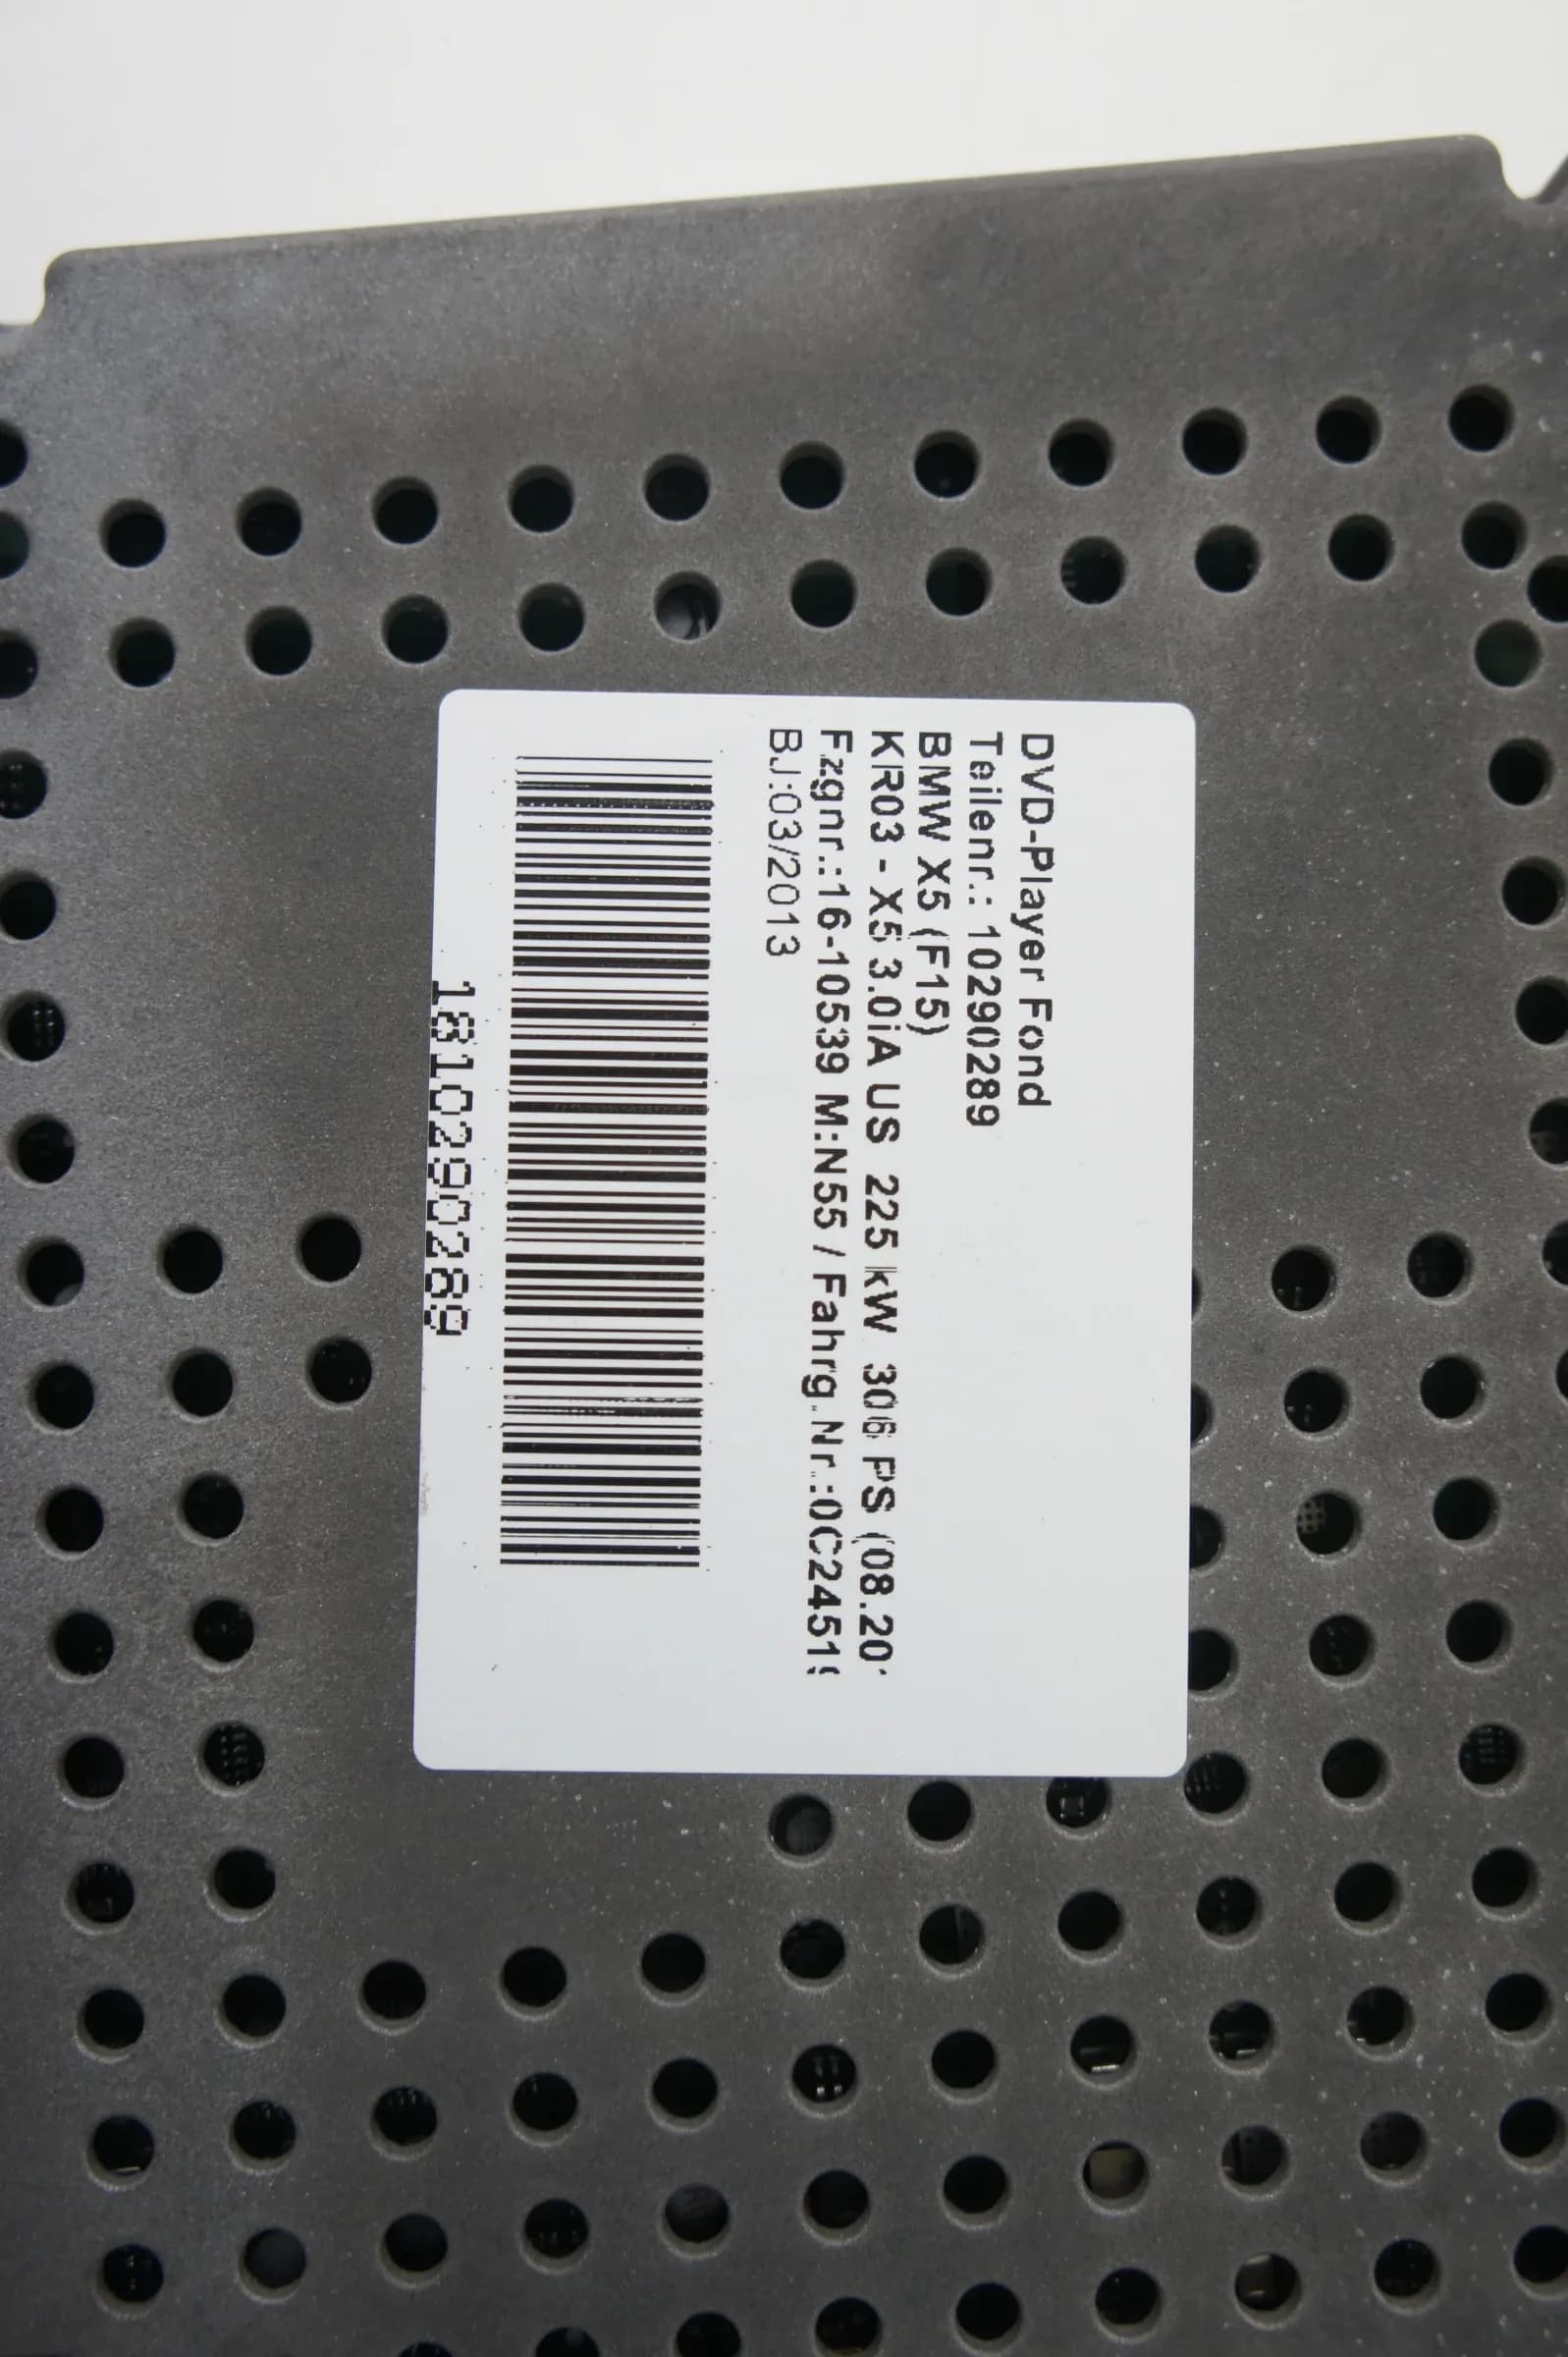 DVD-Player Fond
Teilenr.: 10290289
BMW X5 (F15)
KR03 - X5 3.0iA US 225 kW 306 PS (08.20
Fzgnr.:16-10539 M:N55 / Fahrg.Nr.:0C2451
BJ:03/2013
1810290289